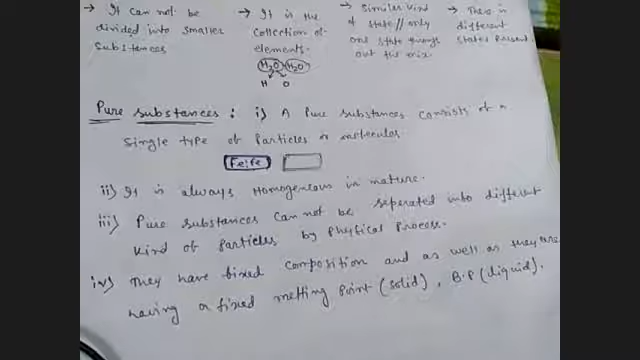 → It can not be
divided into smaller
substances
→ It is the
collection of
elements.
H2O H2O
H O
→ Similar kind
of state // only
one state through
out the mix
→ There is
different
states present
Pure substances : i) A Pure substances consists of a
single type of Particles or molecules
Fe Fe
ii) It is always Homogeneous in nature.
iii) Pure substances can not be seperated into different
kind of Particles by Physical Process.
iv) They have fixed composition and as well as they are
having a fixed melting Point (solid), B.P (liquid).